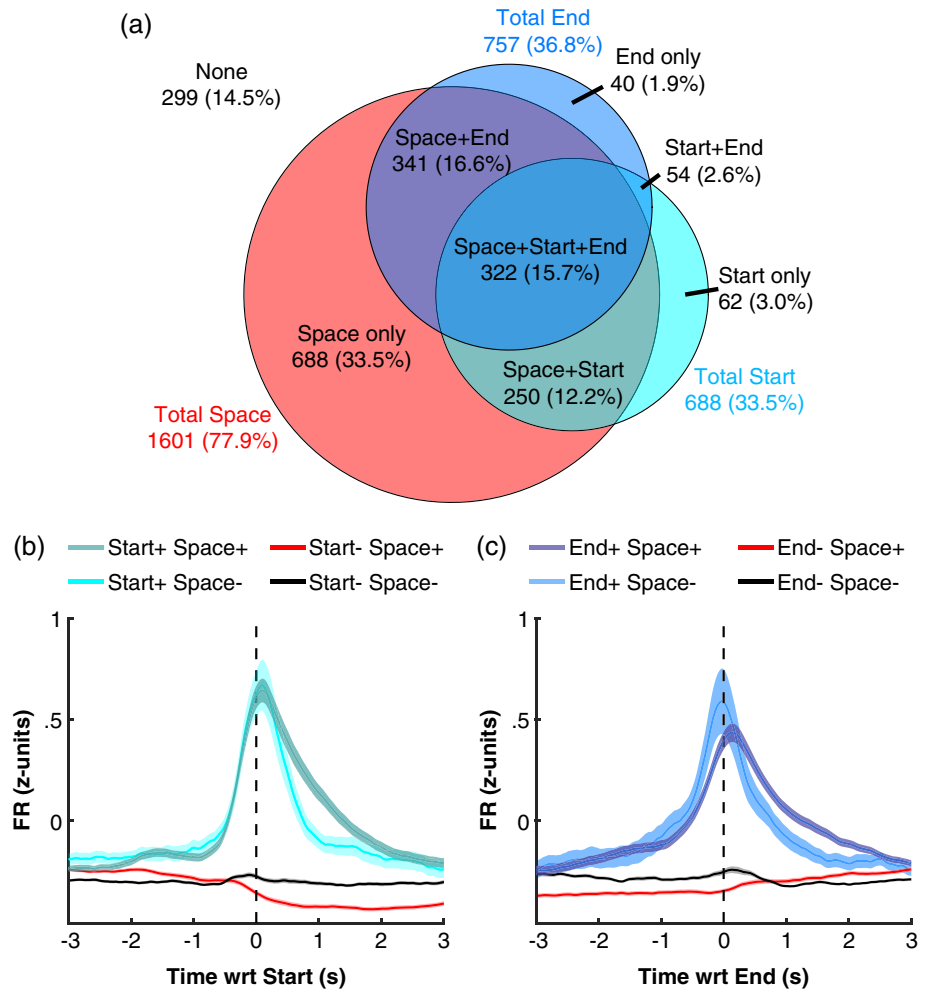 (a)
Total End
757 (36.8%)
End only
40 (1.9%)
None
299 (14.5%)
Space+End
341 (16.6%)
Start+End
54 (2.6%)
Space+Start+End
322 (15.7%)
Start only
62 (3.0%)
Space only
688 (33.5%)
Space+Start
250 (12.2%)
Total Start
688 (33.5%)
Total Space
1601 (77.9%)
(b)
Start+ Space+
Start- Space+
Start+ Space-
Start- Space-
1
.5
0
FR (z-units)
-3 -2 -1 0 1 2 3
Time wrt Start (s)
(c)
End+ Space+
End- Space+
End+ Space-
End- Space-
1
.5
0
FR (z-units)
-3 -2 -1 0 1 2 3
Time wrt End (s)